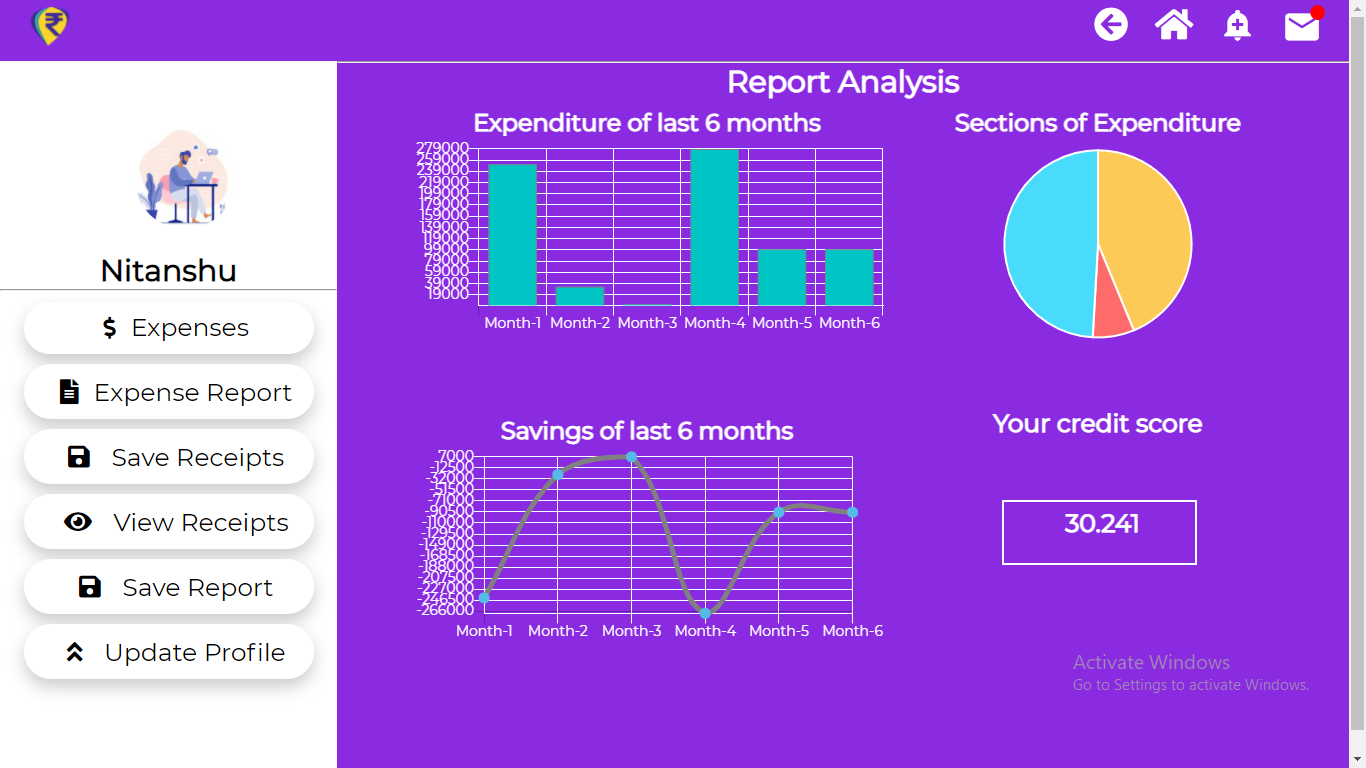 Report Analysis
Nitanshu
Expenses
Expense Report
Save Receipts
View Receipts
Save Report
Update Profile
Expenditure of last 6 months
279000
259000
239000
219000
199000
179000
159000
139000
119000
99000
79000
59000
39000
19000
Month-1 Month-2 Month-3 Month-4 Month-5 Month-6
Sections of Expenditure
Savings of last 6 months
7000
-12500
-32000
-51500
-71000
-90500
-110000
-129500
-149000
-168500
-188000
-207500
-227000
-246500
-266000
Month-1 Month-2 Month-3 Month-4 Month-5 Month-6
Your credit score
30.241
Activate Windows
Go to Settings to activate Windows.